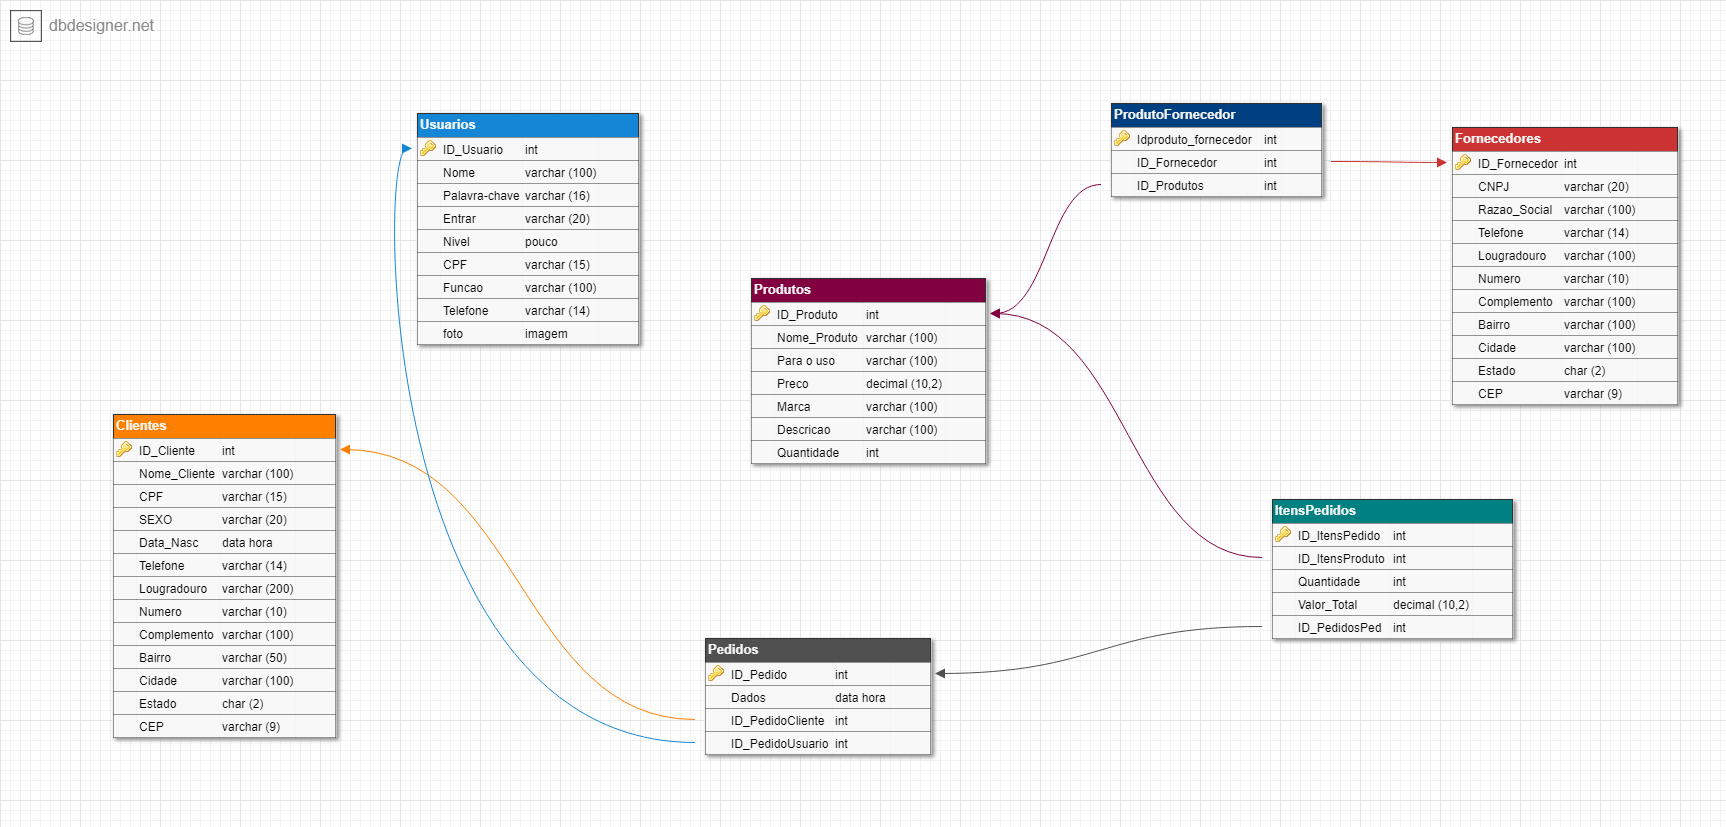 dbdesigner.net
Usuarios
ID_Usuario int
Nome varchar (100)
Palavra-chave varchar (16)
Entrar varchar (20)
Nivel pouco
CPF varchar (15)
Funcao varchar (100)
Telefone varchar (14)
foto imagem
ProdutoFornecedor
Idproduto_fornecedor int
ID_Fornecedor int
ID_Produtos int
Fornecedores
ID_Fornecedor int
CNPJ varchar (20)
Razao_Social varchar (100)
Telefone varchar (14)
Lougradouro varchar (100)
Numero varchar (10)
Complemento varchar (100)
Bairro varchar (100)
Cidade varchar (100)
Estado char (2)
CEP varchar (9)
Produtos
ID_Produto int
Nome_Produto varchar (100)
Para o uso varchar (100)
Preco decimal (10,2)
Marca varchar (100)
Descricao varchar (100)
Quantidade int
Clientes
ID_Cliente int
Nome_Cliente varchar (100)
CPF varchar (15)
SEXO varchar (20)
Data_Nasc data hora
Telefone varchar (14)
Lougradouro varchar (200)
Numero varchar (10)
Complemento varchar (100)
Bairro varchar (50)
Cidade varchar (100)
Estado char (2)
CEP varchar (9)
ItensPedidos
ID_ItensPedido int
ID_ItensProduto int
Quantidade int
Valor_Total decimal (10,2)
ID_PedidosPed int
Pedidos
ID_Pedido int
Dados data hora
ID_PedidoCliente int
ID_PedidoUsuario int